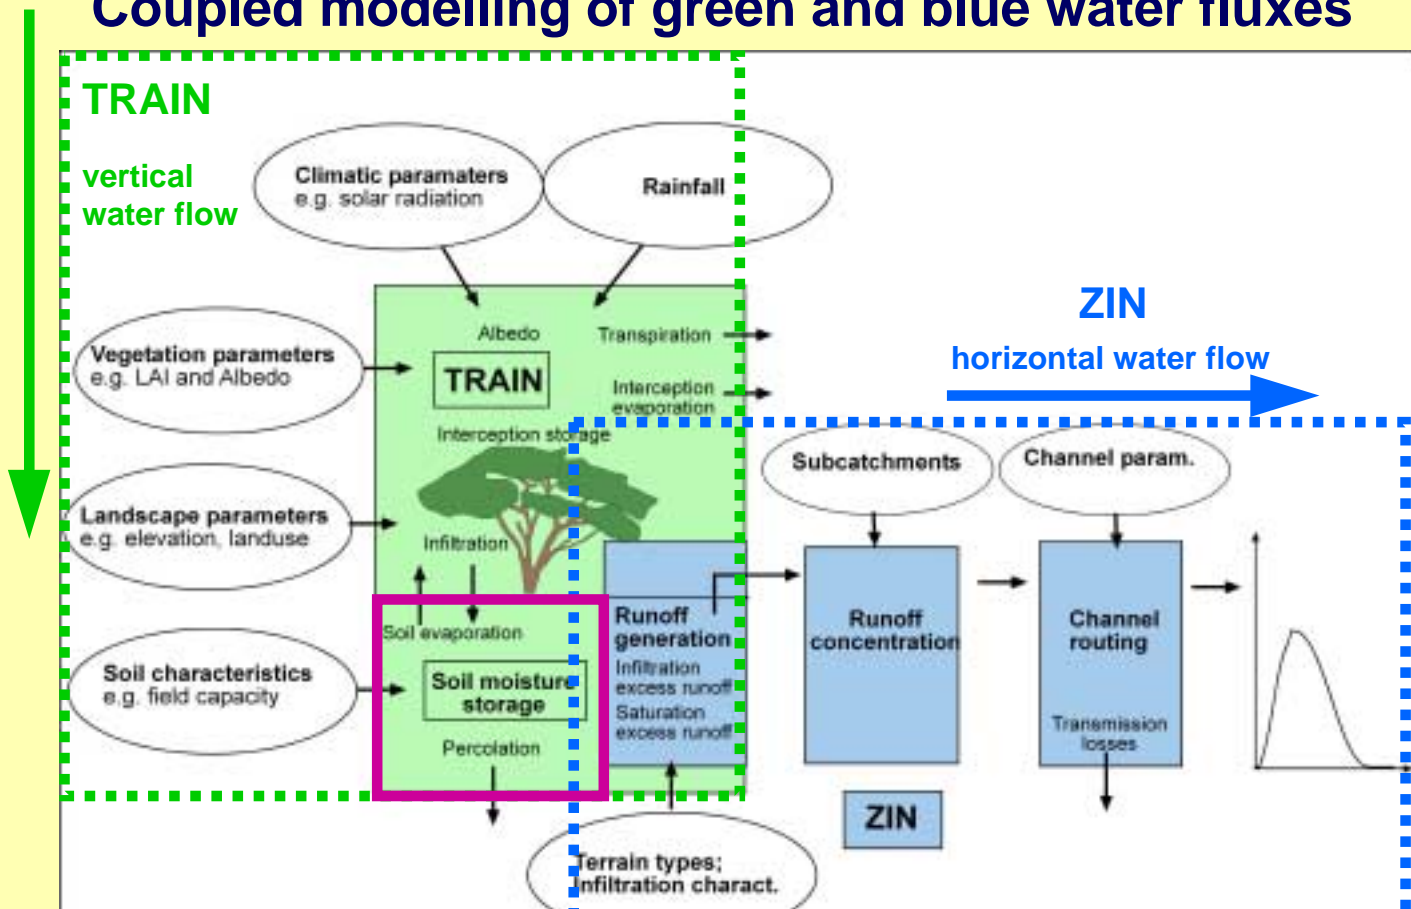 Coupled modelling of green and blue water fluxes
TRAIN
vertical
water flow
Climatic paramaters
e.g. solar radiation
Rainfall
ZIN
horizontal water flow
Vegetation parameters
e.g. LAI and Albedo
Albedo
Transpiration
TRAIN
Interception
evaporation
Interception storage
Subcatchments
Channel param.
Landscape parameters
e.g. elevation, landuse
Infiltration
Soil evaporation
Runoff
generation
Infiltration
excess runoff
Saturation
excess runoff
Runoff
concentration
Channel
routing
Transmission
losses
Soil characteristics
e.g. field capacity
Soil moisture
storage
Percolation
ZIN
Terrain types;
Infiltration charact.